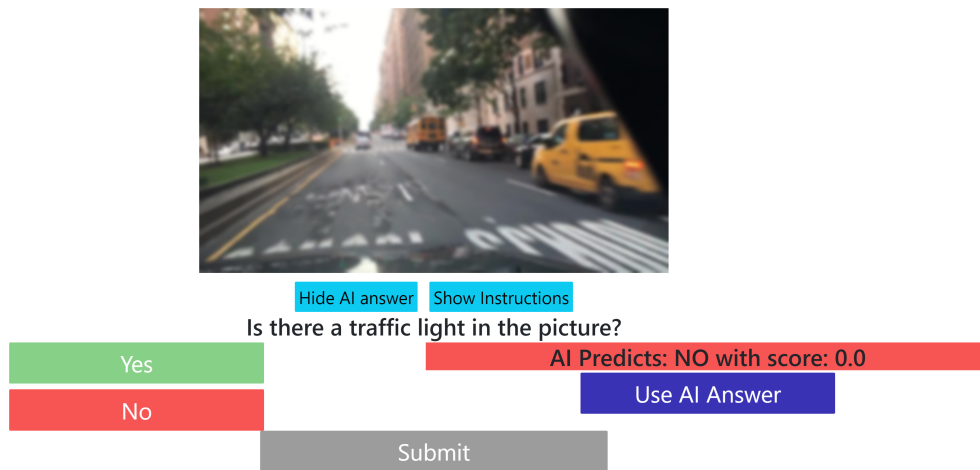 Hide AI answer
Show Instructions
Is there a traffic light in the picture?
Yes
AI Predicts: NO with score: 0.0
Use AI Answer
No
Submit